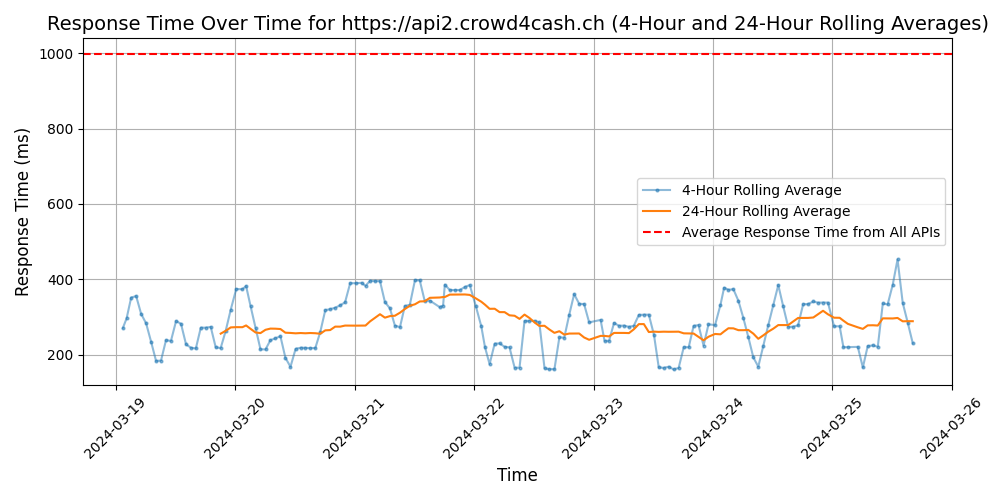 Response Time Over Time for https://api2.crowd4cash.ch (4-Hour and 24-Hour Rolling Averages)
Response Time (ms)
1000
800
600
400
200
4-Hour Rolling Average
24-Hour Rolling Average
Average Response Time from All APIs
2024-03-19
2024-03-20
2024-03-21
2024-03-22
2024-03-23
2024-03-24
2024-03-25
2024-03-26
Time